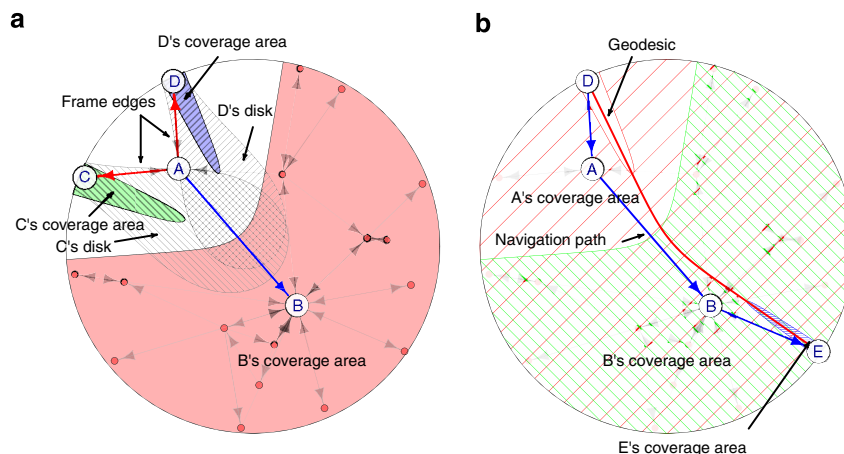 a
D's coverage area
D
Frame edges
D's disk
A
C
C's coverage area
C's disk
B
B's coverage area
b
Geodesic
D
A
A's coverage area
Navigation path
B
B's coverage area
E
E's coverage area